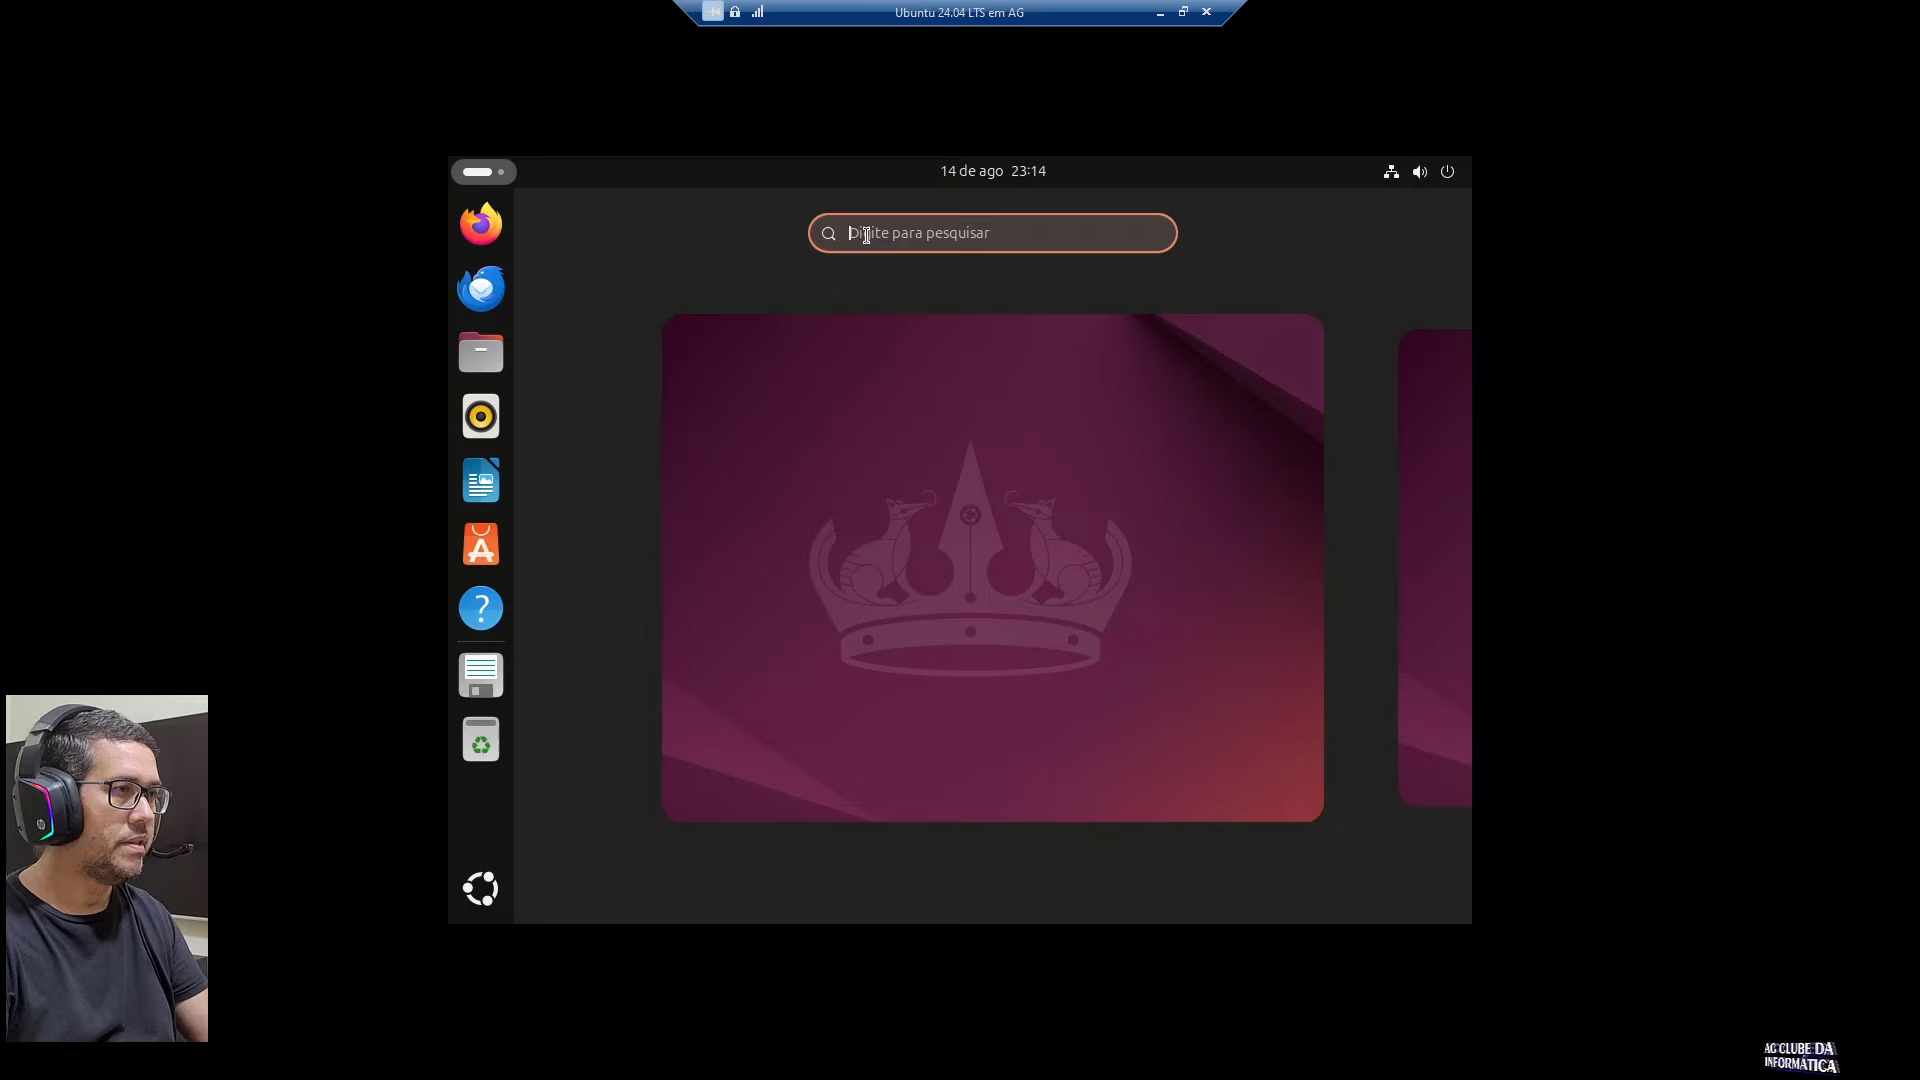 Ubuntu 24.04 LTS em AG
14 de ago 23:14
Digite para pesquisar
AG CLUBE DA
INFORMÁTICA